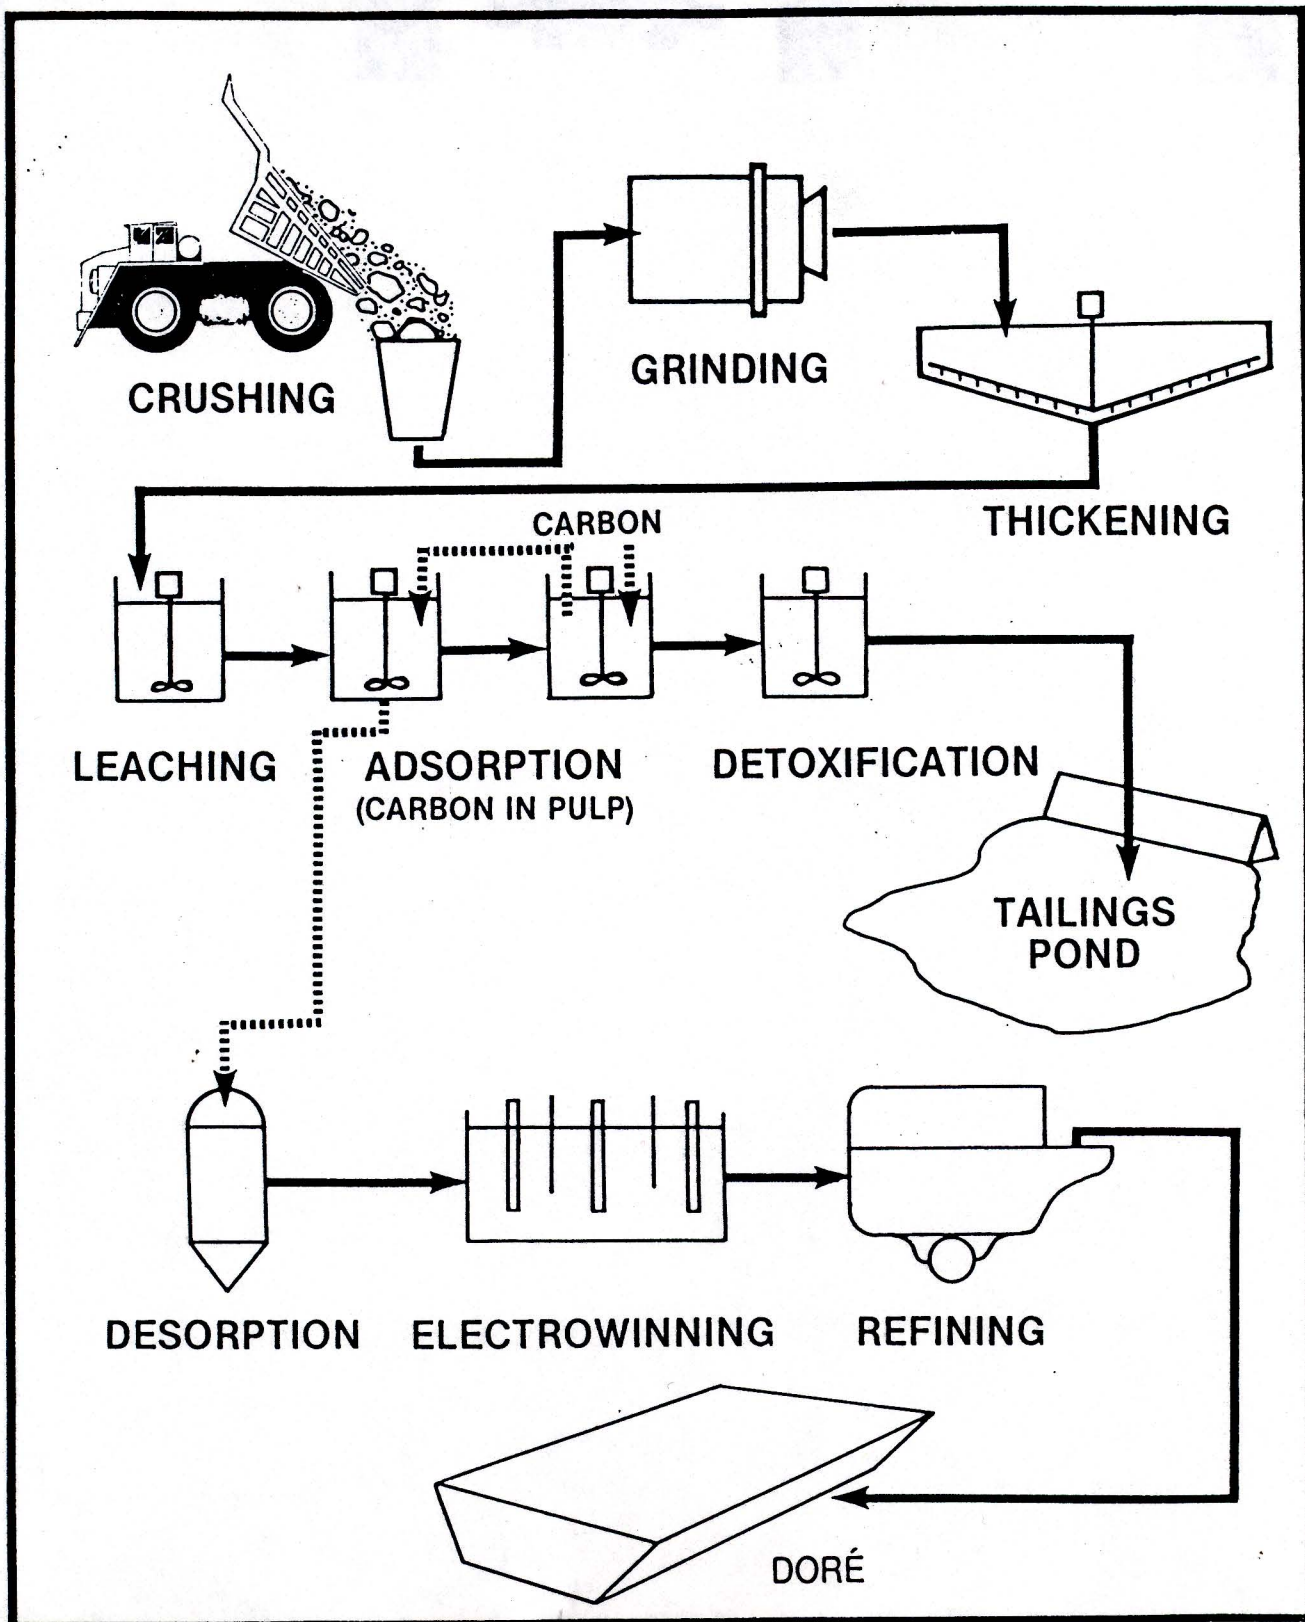 CRUSHING
GRINDING
THICKENING
CARBON
LEACHING
ADSORPTION
(CARBON IN PULP)
DETOXIFICATION
TAILINGS
POND
DESORPTION
ELECTROWINNING
REFINING
DORÉ